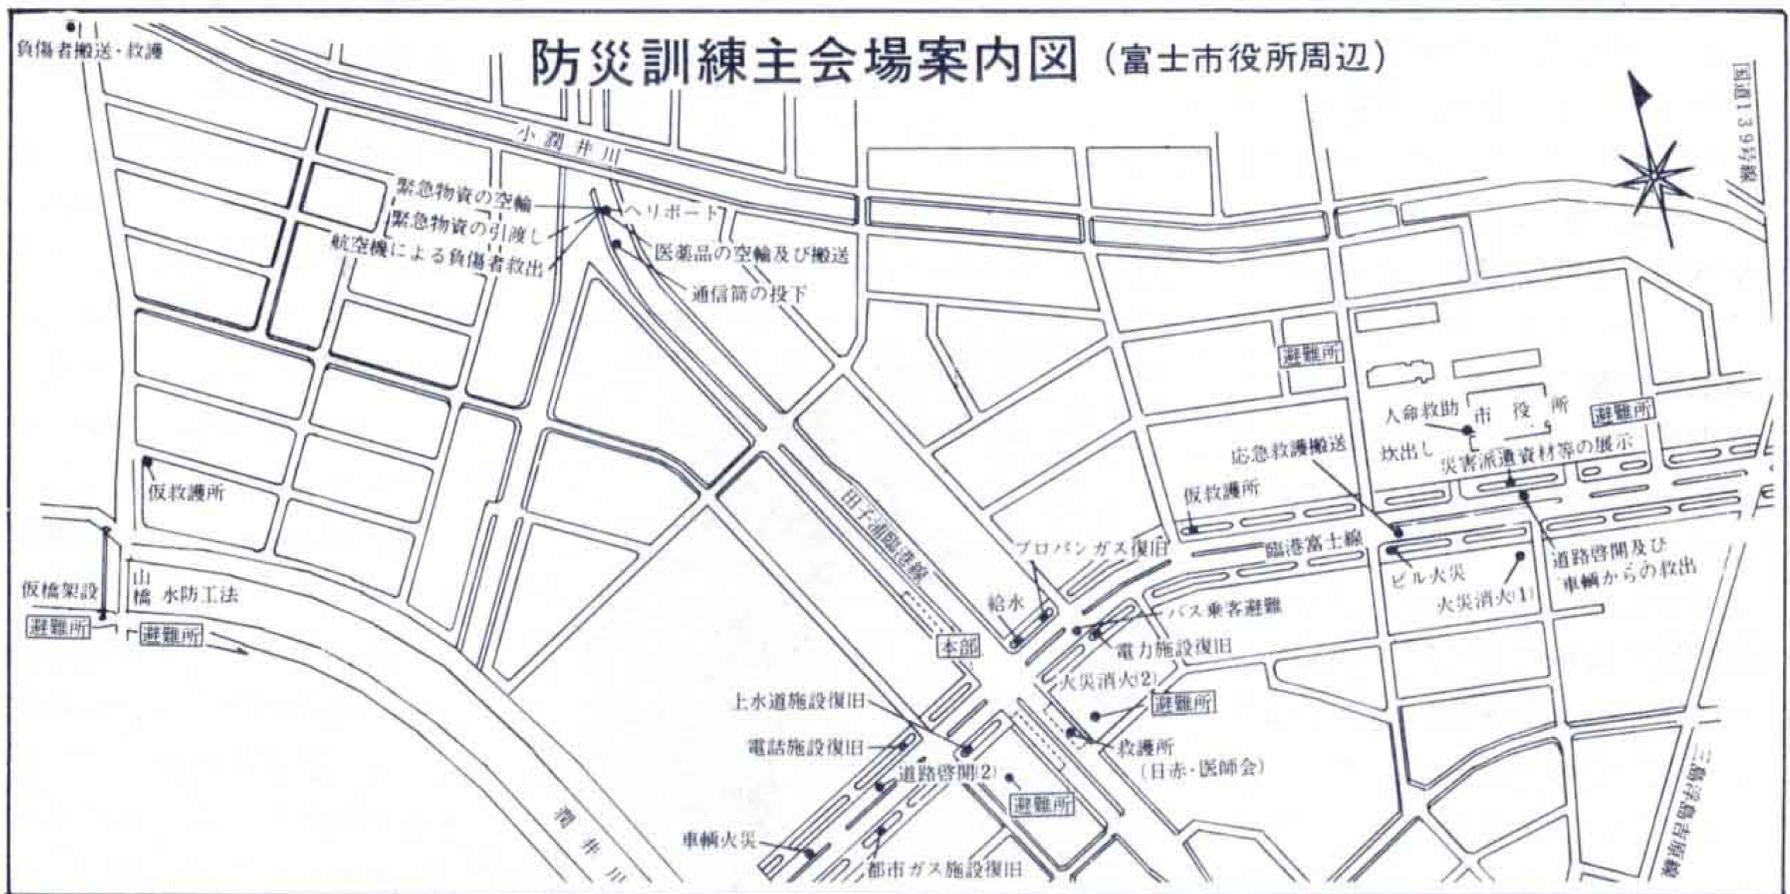 防災訓練主会場案内図(富士市役所周辺)
負傷者搬送・救護
国道139号線
小潤井川
緊急物資の空輸
ヘリポート
緊急物資の引渡し
航空機による負傷者救出
医薬品の空輸及び搬送
通信筒の投下
避難所
人命救助
市役所
避難所
炊出し
災害派遣資材等の展示
応急救護搬送
仮救護所
仮救護所
田子浦臨港線
プロパンガス復旧
臨港富士線
ビル火災
道路啓開及び
車輌からの救出
火災消火(1)
給水
バス乗客避難
仮橋架設
山橋
水防工法
避難所
避難所
本部
電力施設復旧
火災消火(2)
避難所
上水道施設復旧
電話施設復旧
救護所
(日赤・医師会)
道路啓開(2)
避難所
三島浮島吉原線
潤井川
車輌火災
都市ガス施設復旧